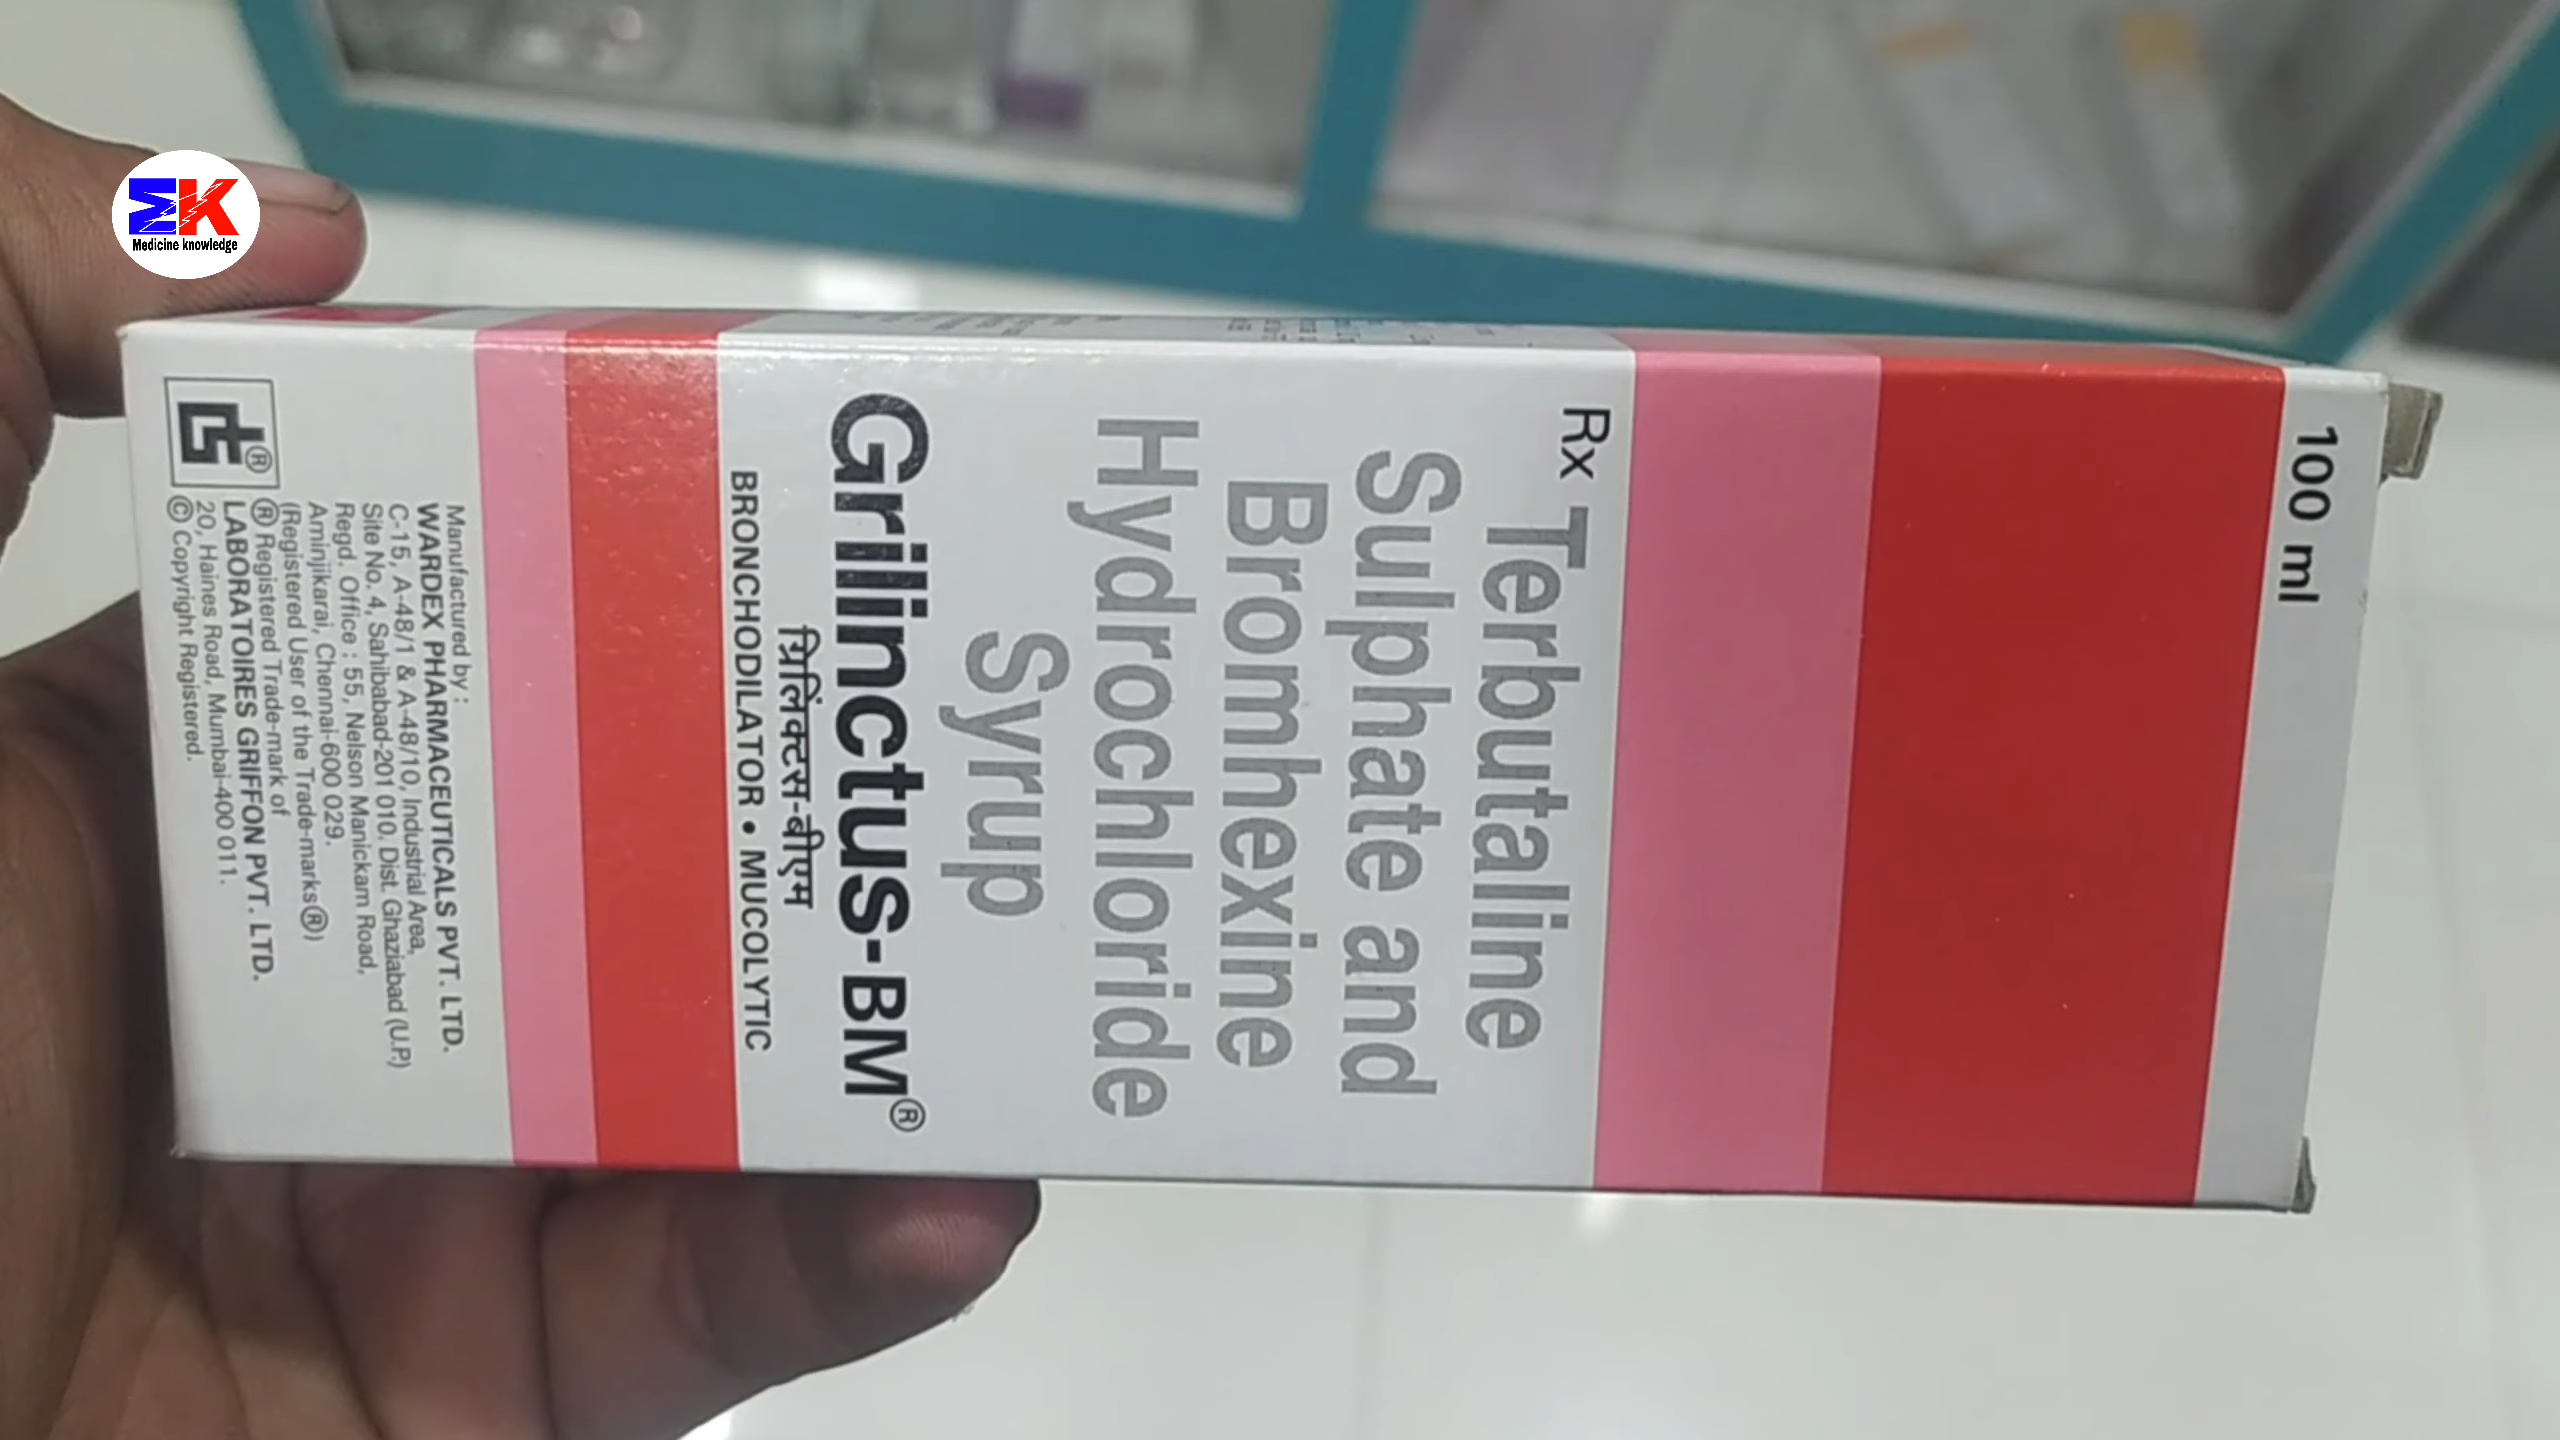 100 ml
Rx Terbutaline
Sulphate and
Bromhexine
Hydrochloride
Syrup
Grilinctus-BM®
ग्रिलिंक्टस-बीएम
BRONCHODILATOR • MUCOLYTIC
Manufactured by :
WARDEX PHARMACEUTICALS PVT. LTD.
C-15, A-48/1 & A-48/10, Industrial Area,
Site No. 4, Sahibabad-201 010. Dist. Ghaziabad (U.P.)
Regd. Office : 55, Nelson Manickam Road,
Aminjikarai, Chennai-600 029.
(Registered User of the Trade-marks®)
® Registered Trade-mark of
LABORATOIRES GRIFFON PVT. LTD.
20, Haines Road, Mumbai-400 011.
© Copyright Registered.
®
MK
Medicine knowledge